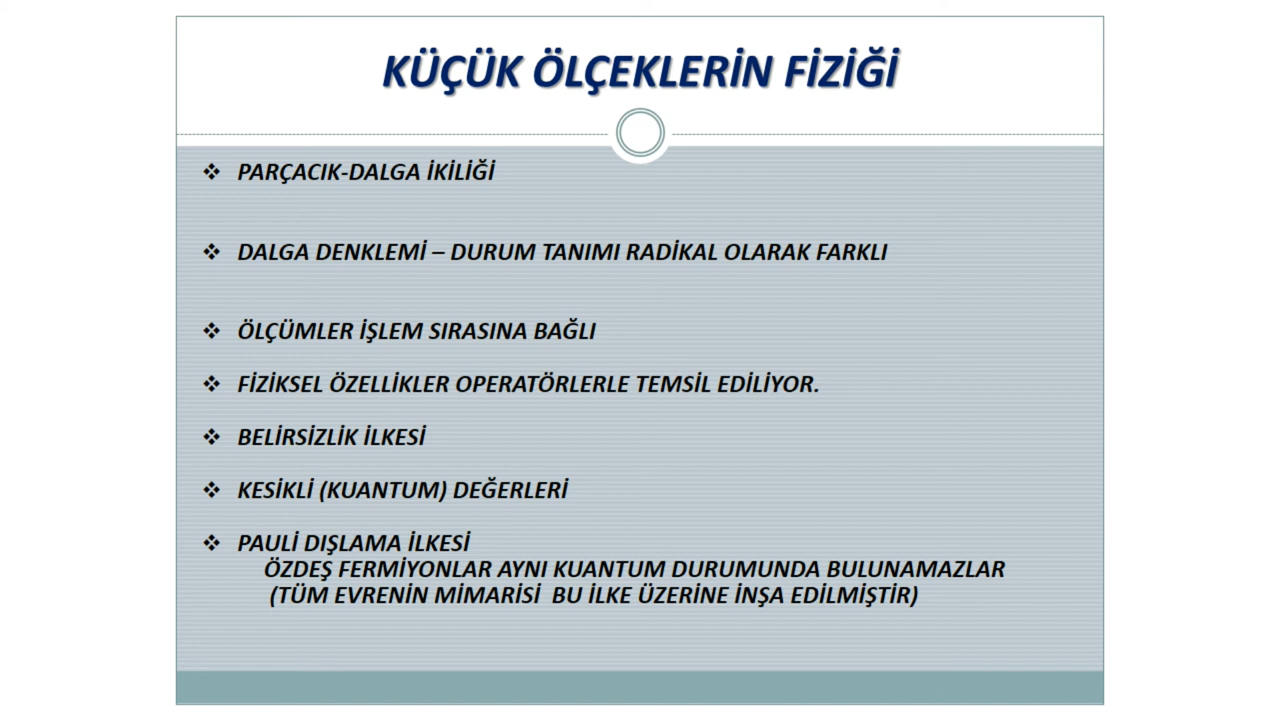 KÜÇÜK ÖLÇEKLERİN FİZİĞİ
❖ PARÇACIK-DALGA İKİLİĞİ
❖ DALGA DENKLEMİ – DURUM TANIMI RADİKAL OLARAK FARKLI
❖ ÖLÇÜMLER İŞLEM SIRASINA BAĞLI
❖ FİZİKSEL ÖZELLİKLER OPERATÖRLERLE TEMSİL EDİLİYOR.
❖ BELİRSİZLİK İLKESİ
❖ KESİKLİ (KUANTUM) DEĞERLERİ
❖ PAULİ DIŞLAMA İLKESİ
ÖZDEŞ FERMİYONLAR AYNI KUANTUM DURUMUNDA BULUNAMAZLAR
(TÜM EVRENİN MİMARİSİ BU İLKE ÜZERİNE İNŞA EDİLMİŞTİR)